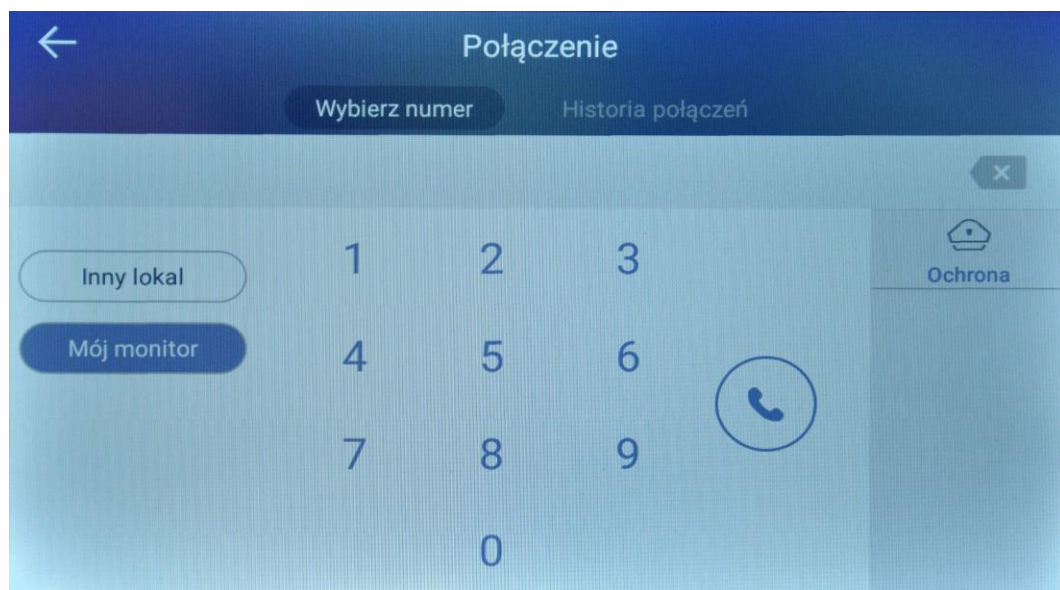 Połączenie
Wybierz numer
Historia połączeń
Inny lokal
Mój monitor
1 2 3
4 5 6
7 8 9
0
Ochrona